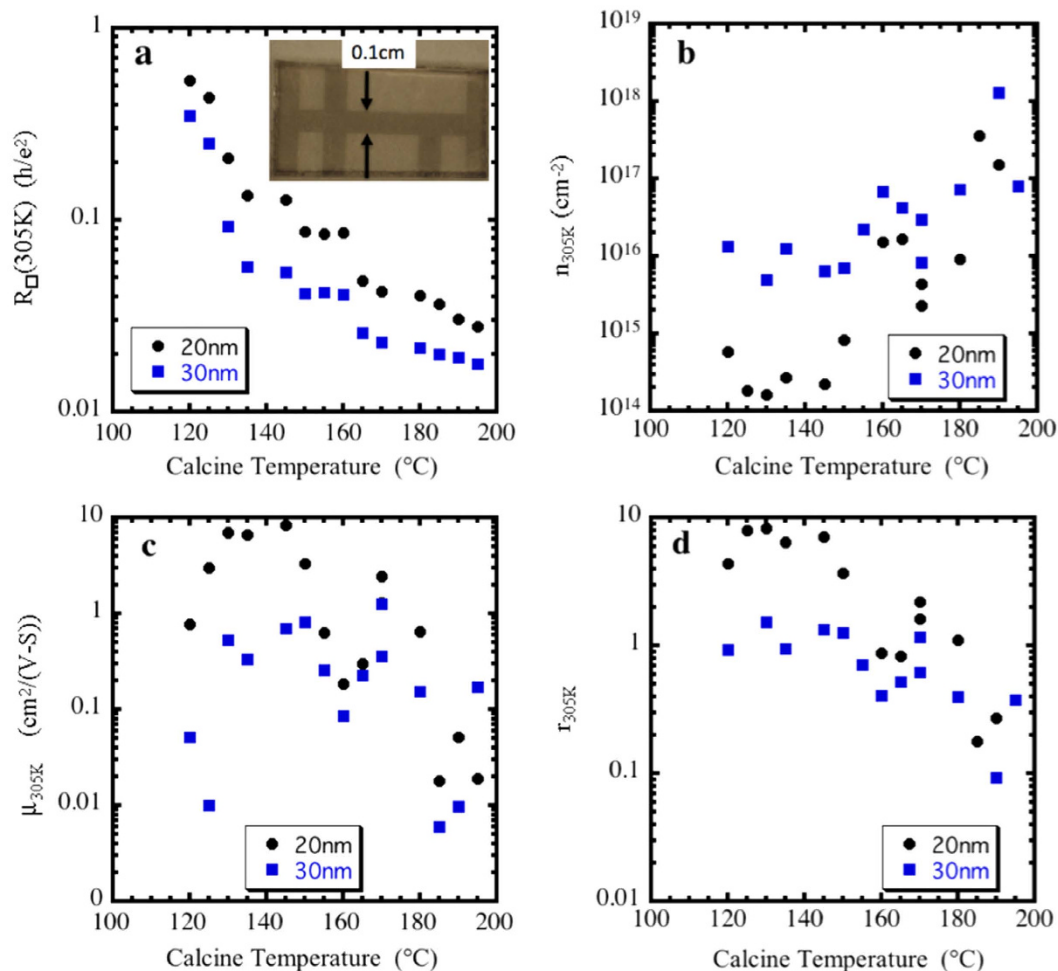 a
0.1cm
1
0.1
0.01
R□(305K) (h/e²)
20nm
30nm
100 120 140 160 180 200
Calcine Temperature (°C)
b
10¹⁹
10¹⁸
10¹⁷
10¹⁶
10¹⁵
10¹⁴
n305K (cm⁻²)
20nm
30nm
100 120 140 160 180 200
Calcine Temperature (°C)
c
10
1
0.1
0.01
0
μ305K (cm²/(V-S))
20nm
30nm
100 120 140 160 180 200
Calcine Temperature (°C)
d
10
1
0.1
0.01
r305K
20nm
30nm
100 120 140 160 180 200
Calcine Temperature (°C)